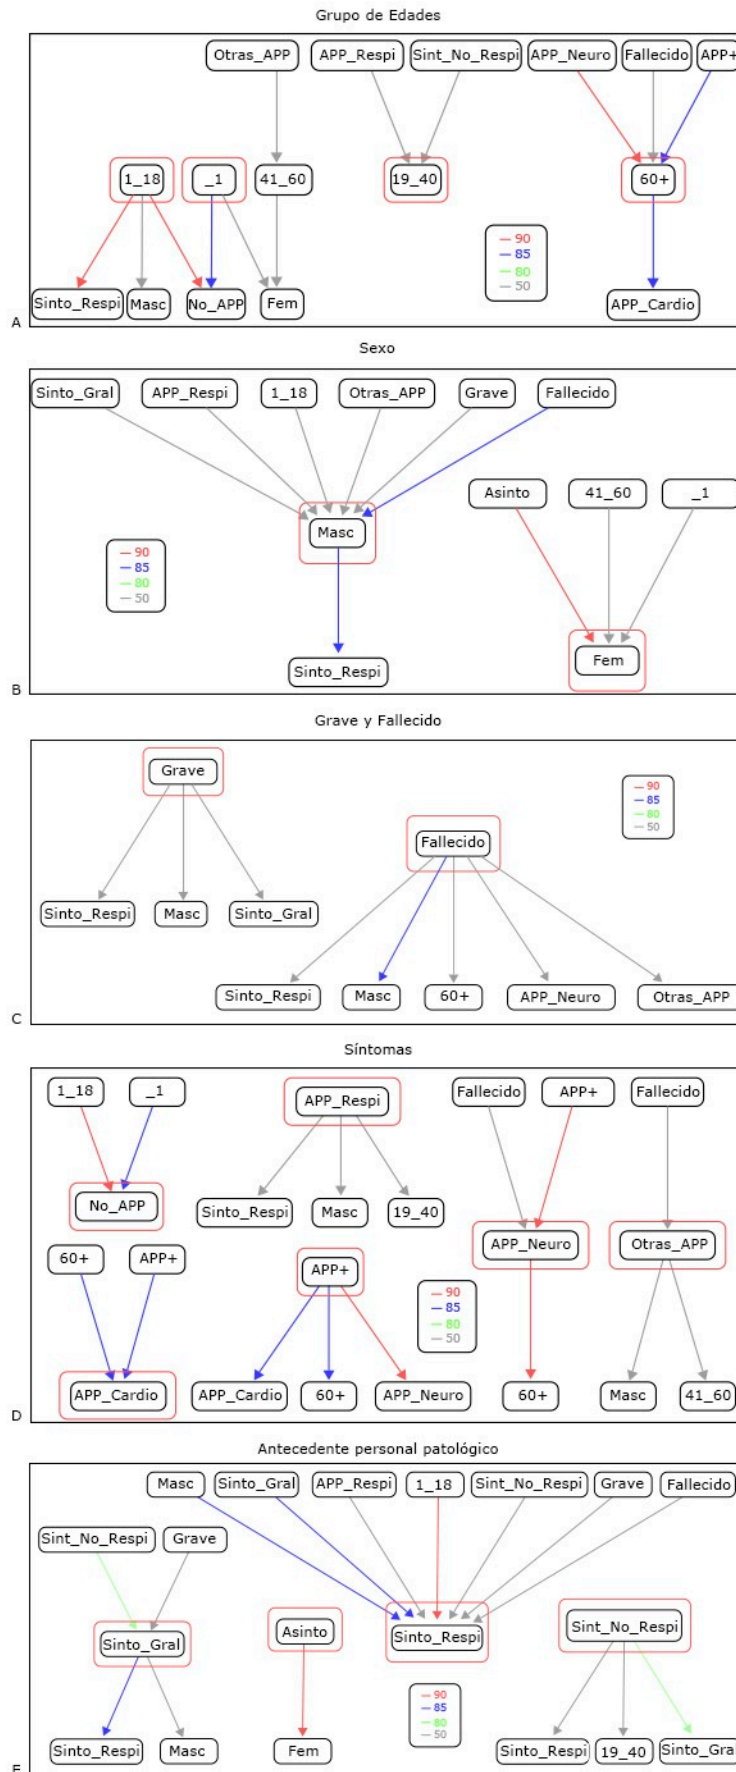 Grupo de Edades
Otras_APP APP_Respi Sint_No_Respi APP_Neuro Fallecido APP+
1_18 _1 41_60 19_40 60+
— 90
— 85
— 80
— 50
Sinto_Respi Masc No_APP Fem APP_Cardio
A
Sexo
Sinto_Gral APP_Respi 1_18 Otras_APP Grave Fallecido
Asinto 41_60 _1
Masc
— 90
— 85
— 80
— 50
Fem
Sinto_Respi
B
Grave y Fallecido
Grave
— 90
— 85
— 80
— 50
Fallecido
Sinto_Respi Masc Sinto_Gral
Sinto_Respi Masc 60+ APP_Neuro Otras_APP
C
Síntomas
1_18 _1 APP_Respi Fallecido APP+ Fallecido
No_APP Sinto_Respi Masc 19_40
APP_Neuro Otras_APP
60+ APP+ APP+
— 90
— 85
— 80
— 50
APP_Cardio APP_Cardio 60+ APP_Neuro 60+ Masc 41_60
D
Antecedente personal patológico
Masc Sinto_Gral APP_Respi 1_18 Sint_No_Respi Grave Fallecido
Sint_No_Respi Grave
Sinto_Gral Asinto Sinto_Respi Sint_No_Respi
— 90
— 85
— 80
— 50
Sinto_Respi Masc Fem Sinto_Respi 19_40 Sinto_Gral
E